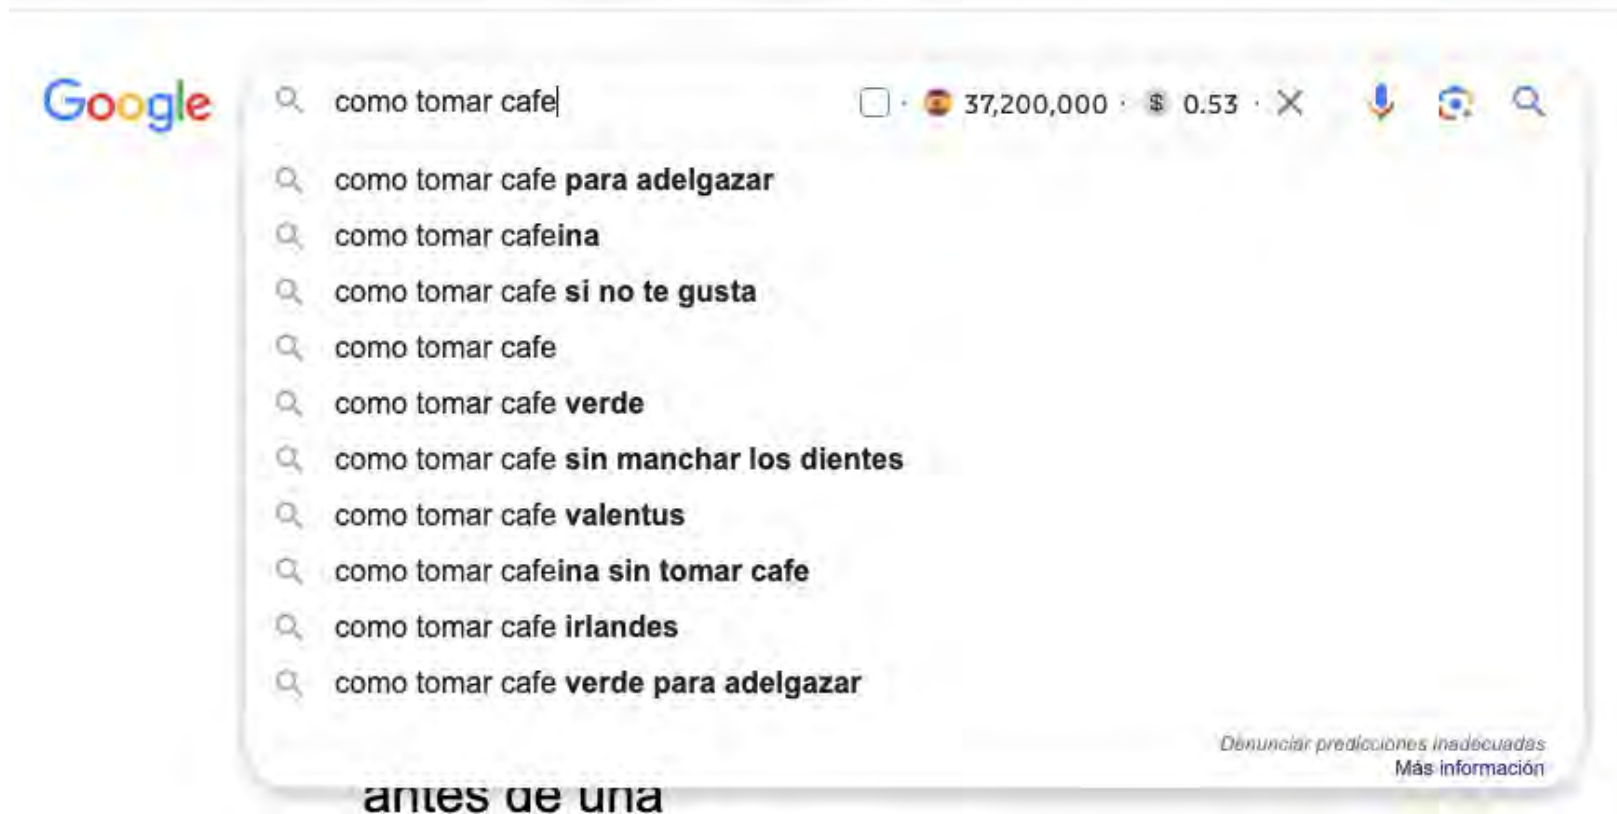 Google
como tomar cafe · 37,200,000 · $ 0.53 ·
como tomar cafe para adelgazar
como tomar cafeina
como tomar cafe si no te gusta
como tomar cafe
como tomar cafe verde
como tomar cafe sin manchar los dientes
como tomar cafe valentus
como tomar cafeina sin tomar cafe
como tomar cafe irlandes
como tomar cafe verde para adelgazar
Denunciar predicciones inadecuadas
Más información
antes de una